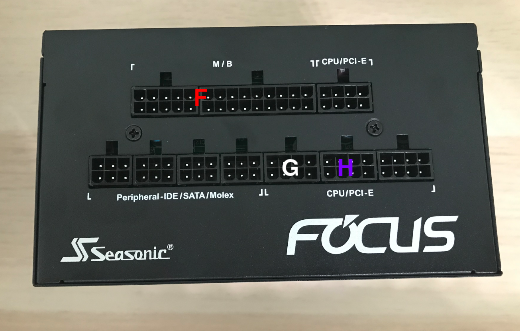 M/B
CPU/PCI-E
F
G
H
Peripheral-IDE/SATA/Molex
CPU/PCI-E
Seasonic®
FOCUS